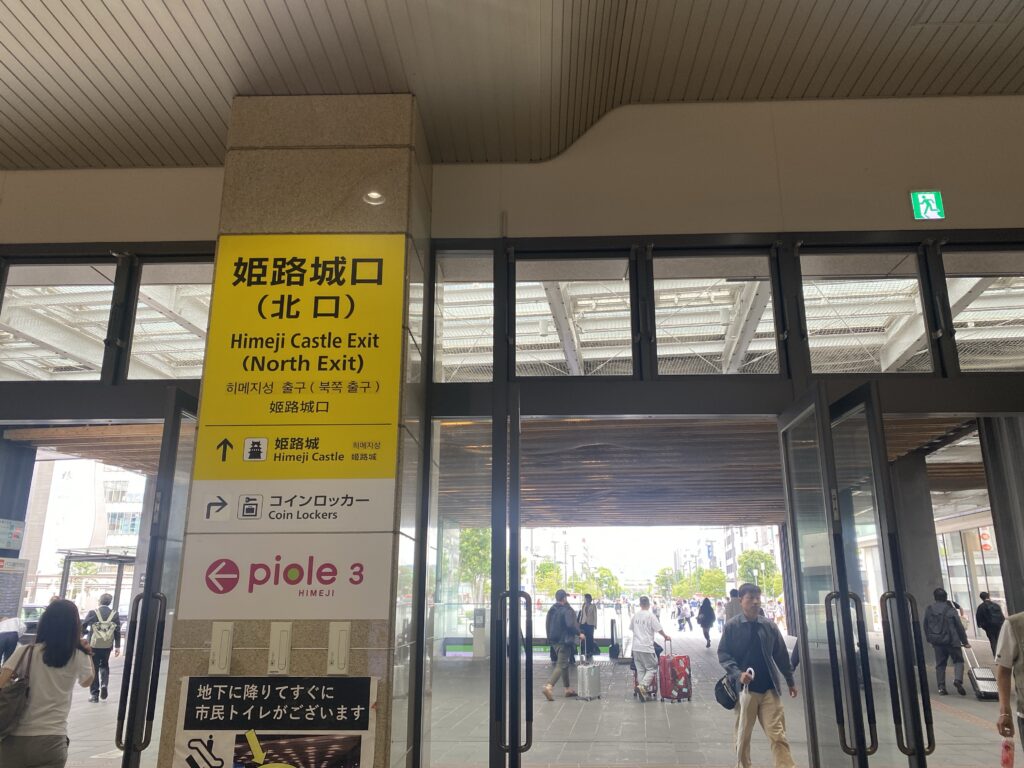 姫路城口
(北口)
Himeji Castle Exit
(North Exit)
히메지성 출구 ( 북쪽 출구 )
姫路城口
姫路城 히메지성
Himeji Castle 姫路城
コインロッカー
Coin Lockers
piole 3
HIMEJI
地下に降りてすぐに
市民トイレがございます